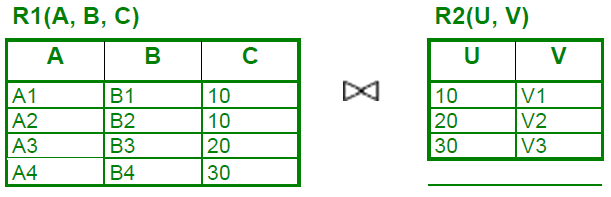 R1(A, B, C) R2(U, V)
A B C U V
A1 B1 10 10 V1
A2 B2 10 20 V2
A3 B3 20 30 V3
A4 B4 30